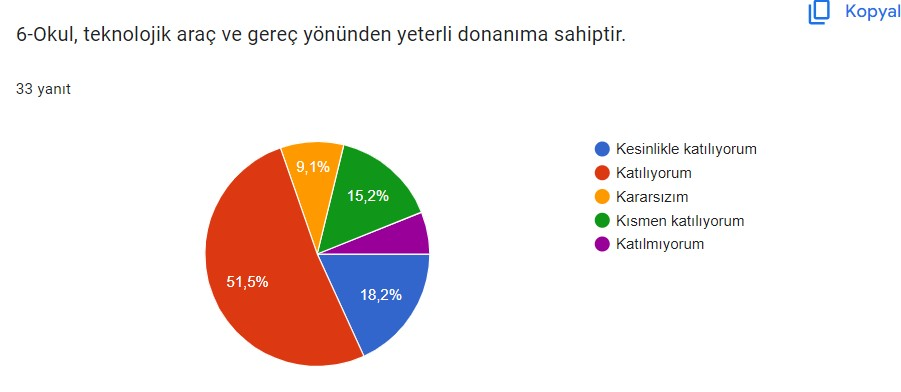 Kopyal
6-Okul, teknolojik araç ve gereç yönünden yeterli donanıma sahiptir.
33 yanıt
9,1%
15,2%
51,5%
18,2%
Kesinlikle katılıyorum
Katılıyorum
Kararsızım
Kısmen katılıyorum
Katılmıyorum